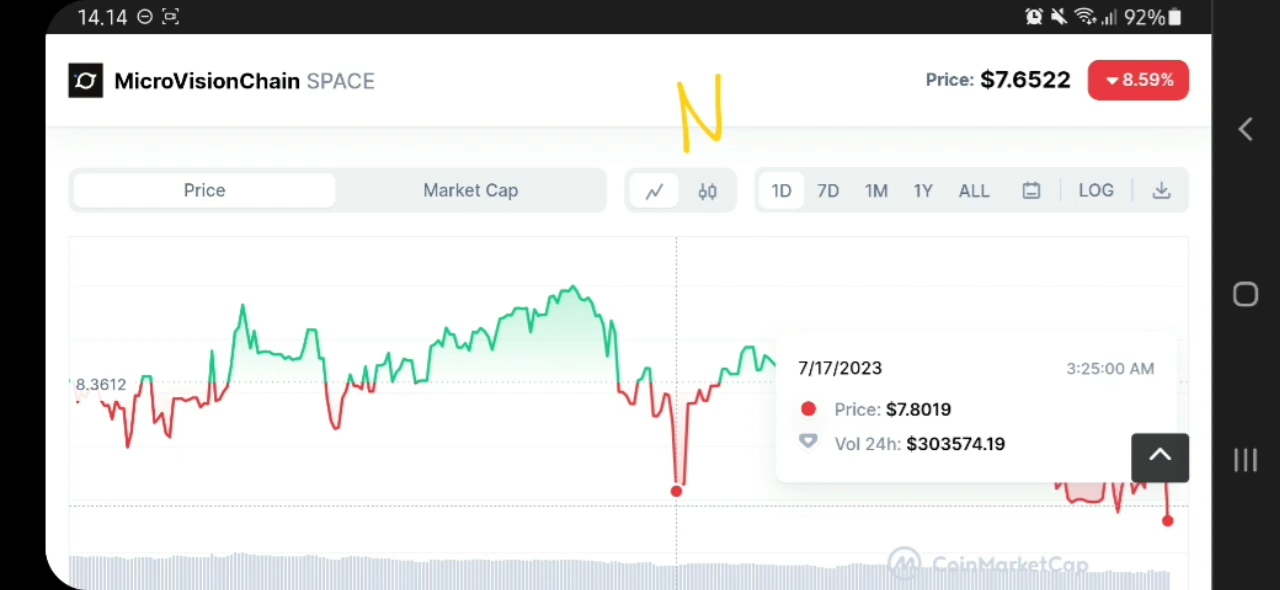 14.14 92%
MicroVisionChain SPACE Price: $7.6522 8.59%
N
Price Market Cap 1D 7D 1M 1Y ALL LOG
8.3612
7/17/2023 3:25:00 AM
Price: $7.8019
Vol 24h: $303574.19
CoinMarketCap